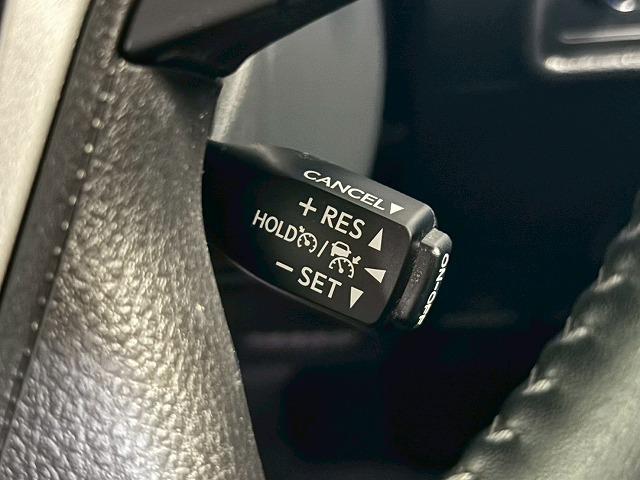 CANCEL▼
+ RES ▲
HOLD / ◀
− SET ▼
ON-OFF